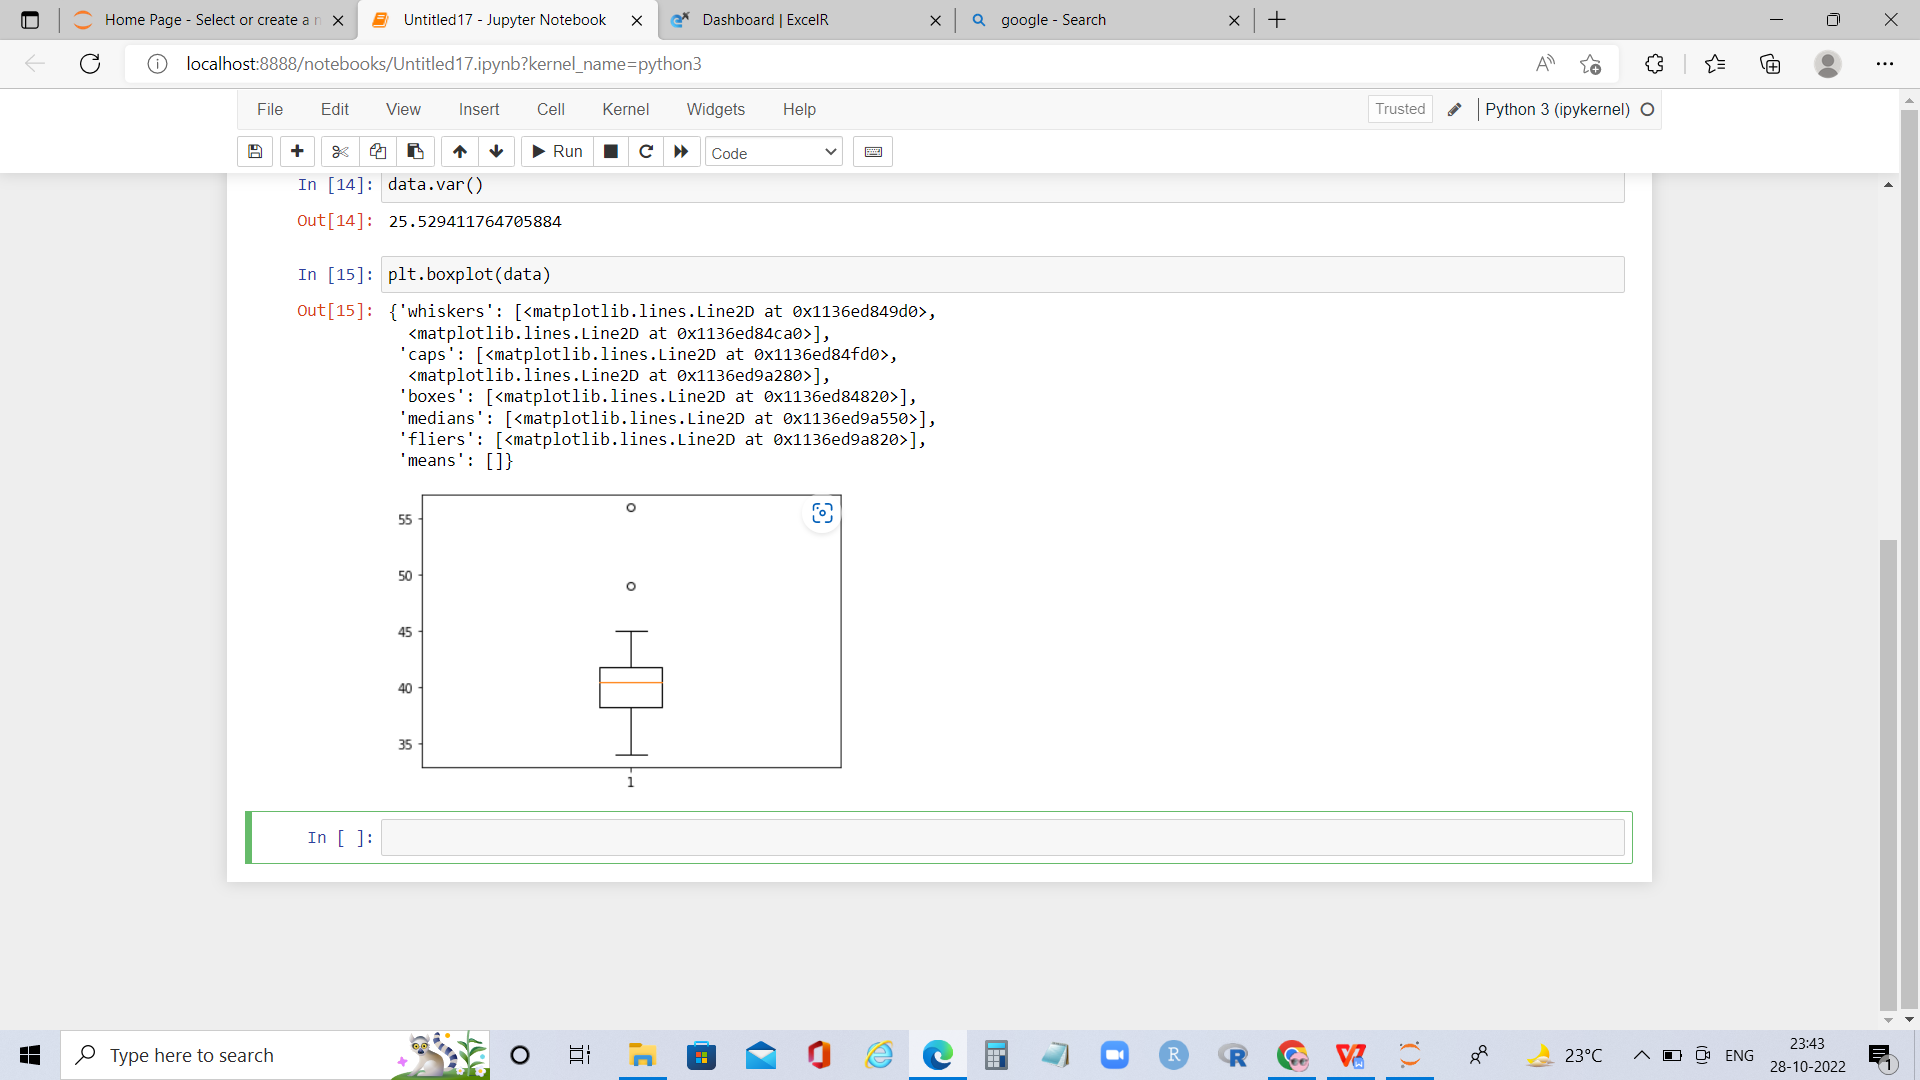 Home Page - Select or create a n
Untitled17 - Jupyter Notebook
Dashboard | ExcelR
google - Search
localhost:8888/notebooks/Untitled17.ipynb?kernel_name=python3
File Edit View Insert Cell Kernel Widgets Help
Trusted
Python 3 (ipykernel)
Run
Code
In [14]: data.var()
Out[14]: 25.529411764705884
In [15]: plt.boxplot(data)
Out[15]: {'whiskers': [<matplotlib.lines.Line2D at 0x1136ed849d0>,
<matplotlib.lines.Line2D at 0x1136ed84ca0>],
'caps': [<matplotlib.lines.Line2D at 0x1136ed84fd0>,
<matplotlib.lines.Line2D at 0x1136ed9a280>],
'boxes': [<matplotlib.lines.Line2D at 0x1136ed84820>],
'medians': [<matplotlib.lines.Line2D at 0x1136ed9a550>],
'fliers': [<matplotlib.lines.Line2D at 0x1136ed9a820>],
'means': []}
55
50
45
40
35
1
In [ ]:
Type here to search
23°C
ENG
23:43
28-10-2022
1